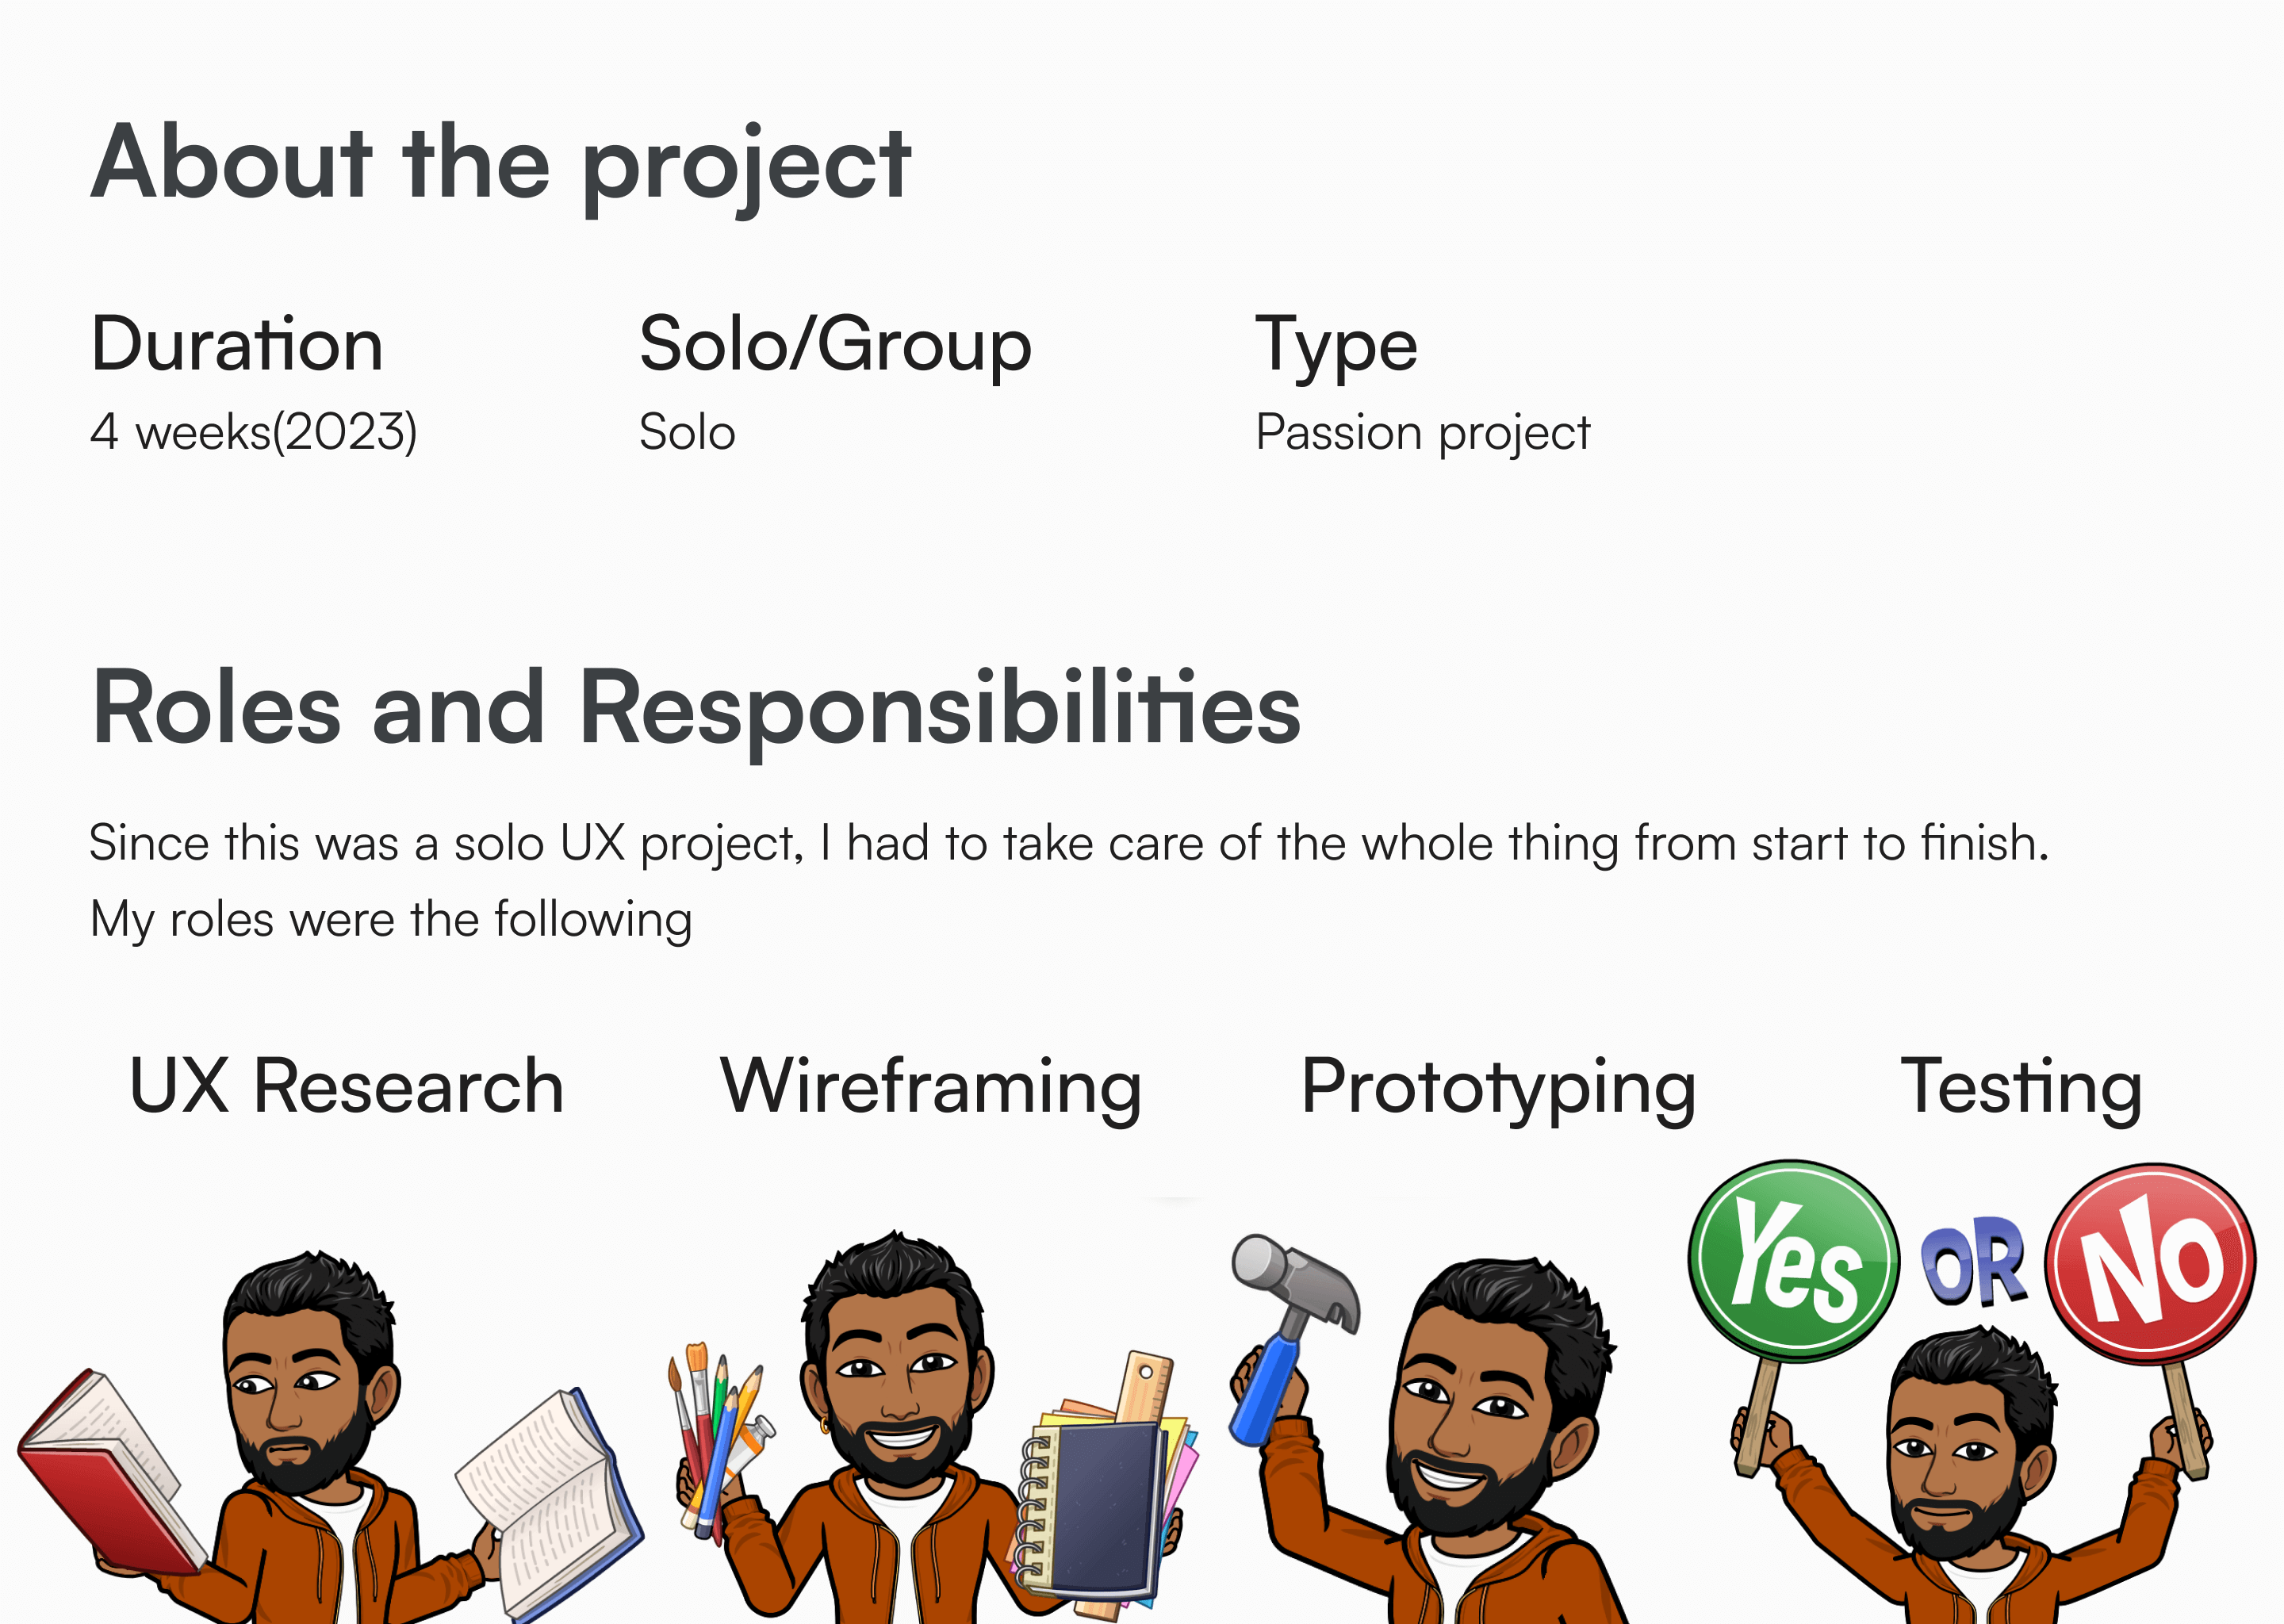 About the project
Duration
Solo/Group
Type
4 weeks(2023)
Solo
Passion project
Roles and Responsibilities
Since this was a solo UX project, I had to take care of the whole thing from start to finish.
My roles were the following
UX Research
Wireframing
Prototyping
Testing
Yes OR NO